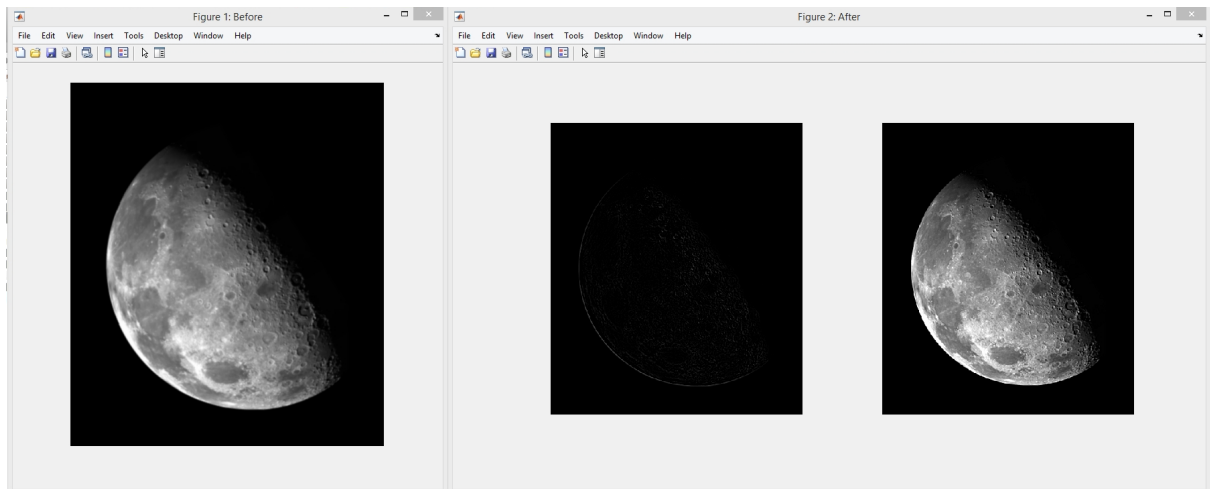 Figure 1: Before
File Edit View Insert Tools Desktop Window Help
Figure 2: After
File Edit View Insert Tools Desktop Window Help